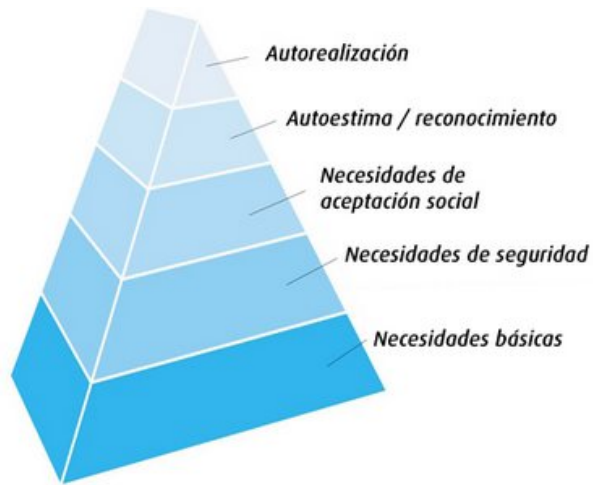 Autorealización
Autoestima / reconocimiento
Necesidades de
aceptación social
Necesidades de seguridad
Necesidades básicas